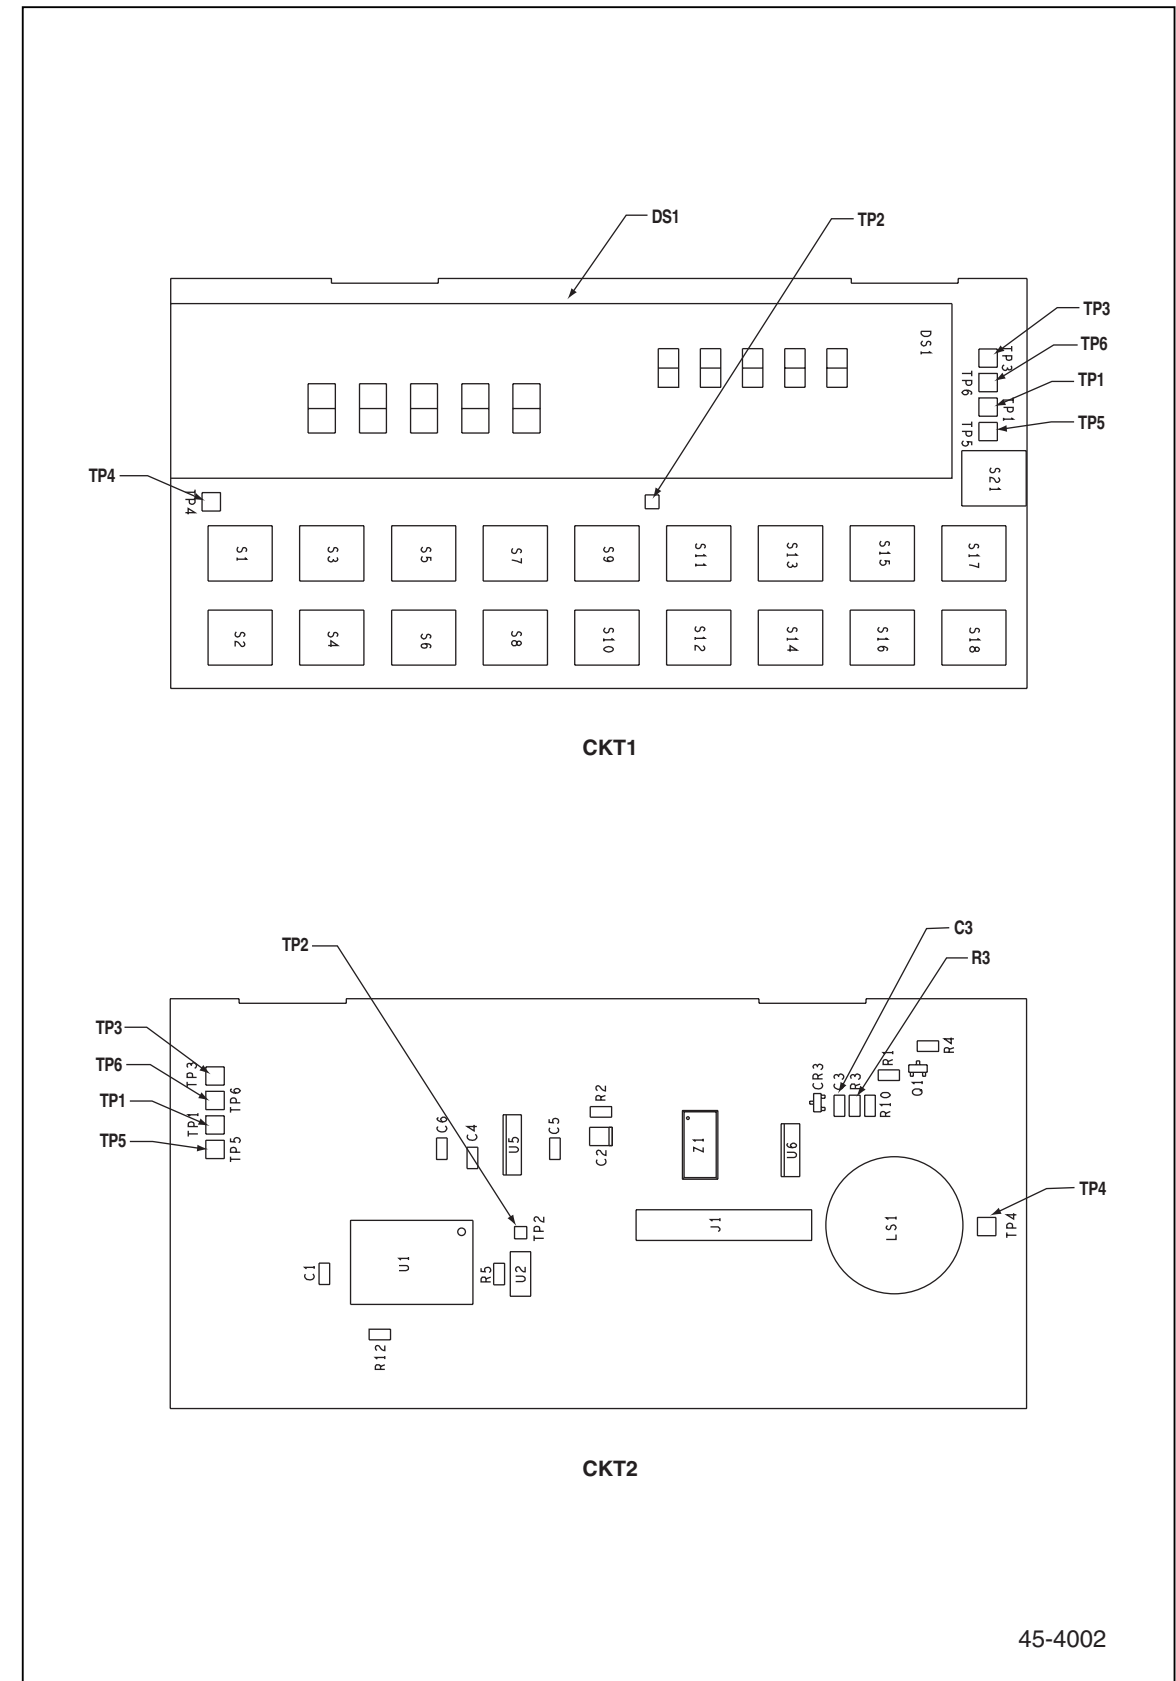 DS1
TP2
TP3
TP6
TP1
TP5
DS1
TP3
TP6
TP1
TP5
S21
TP4
TP4
S1 S3 S5 S7 S9 S11 S13 S15 S17
S2 S4 S6 S8 S10 S12 S14 S16 S18
CKT1
C3
R3
TP2
TP3
TP6
TP1
TP5
TP3
TP6
TP1
TP5
R4
R1
Q1
CR3
C3
R3
R10
R2
C6
C4
U5
C5
C2
Z1
U6
TP4
TP4
TP2
J1
LS1
C1
U1
R5
U2
R12
CKT2
45-4002